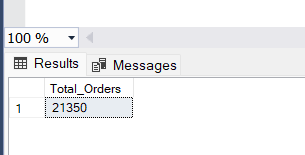 100 %
Results Messages
Total_Orders
1 21350